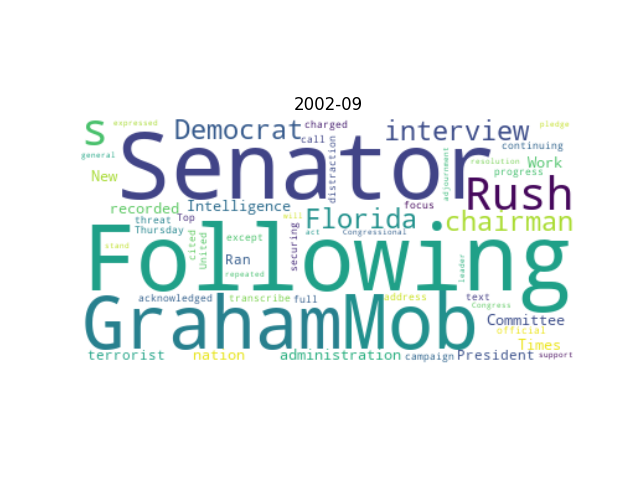 2002-09
expressed
pledge
s
Democrat
charged
interview
call
continuing
general
Senator
distraction
adjournment
resolution
Work
progress
New
Rush
recorded
Intelligence
focus
Top
will
Florida
chairman
threat
Thursday
act
Congressional
cited
United
except
securing
stand
Ran
repeated
leader
Following
acknowledged
transcribe
full
address
text
Congress
GrahamMob
Committee
official
Times
terrorist
nation
administration
campaign
President
support